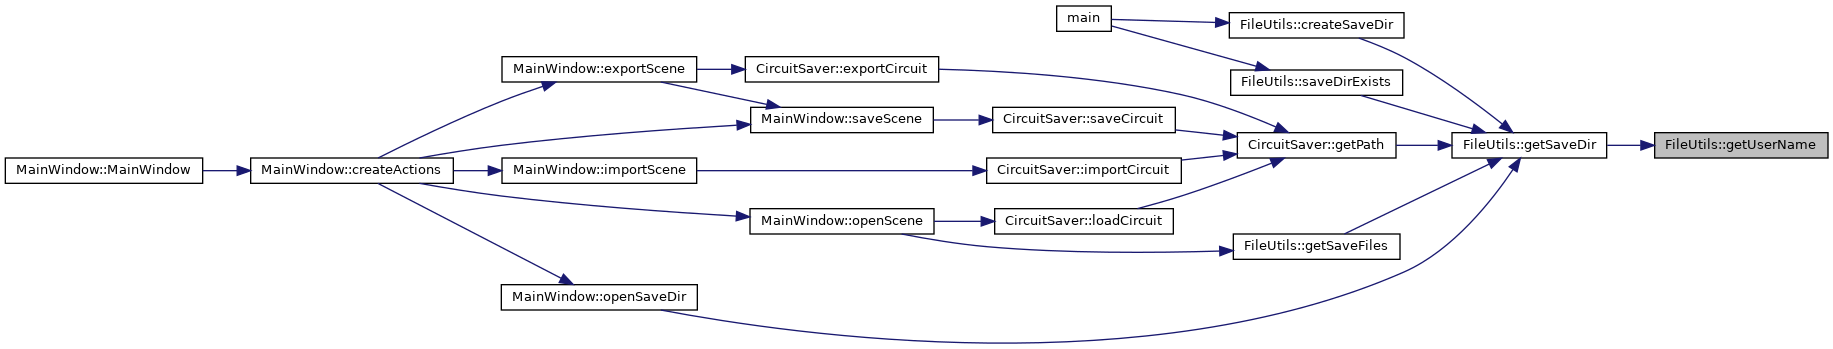 main
FileUtils::createSaveDir
MainWindow::exportScene
CircuitSaver::exportCircuit
FileUtils::saveDirExists
MainWindow::saveScene
CircuitSaver::saveCircuit
CircuitSaver::getPath
FileUtils::getSaveDir
FileUtils::getUserName
MainWindow::MainWindow
MainWindow::createActions
MainWindow::importScene
CircuitSaver::importCircuit
MainWindow::openScene
CircuitSaver::loadCircuit
FileUtils::getSaveFiles
MainWindow::openSaveDir